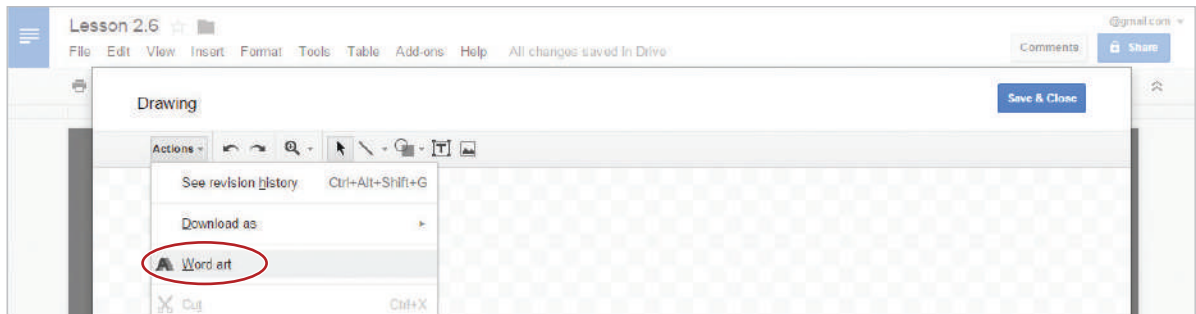 Lesson 2.6
@gmail.com
File Edit View Insert Format Tools Table Add-ons Help All changes saved in Drive
Comments
Share
Drawing
Save & Close
Actions
See revision history Ctrl+Alt+Shift+G
Download as
Word art
Cut Ctrl+X